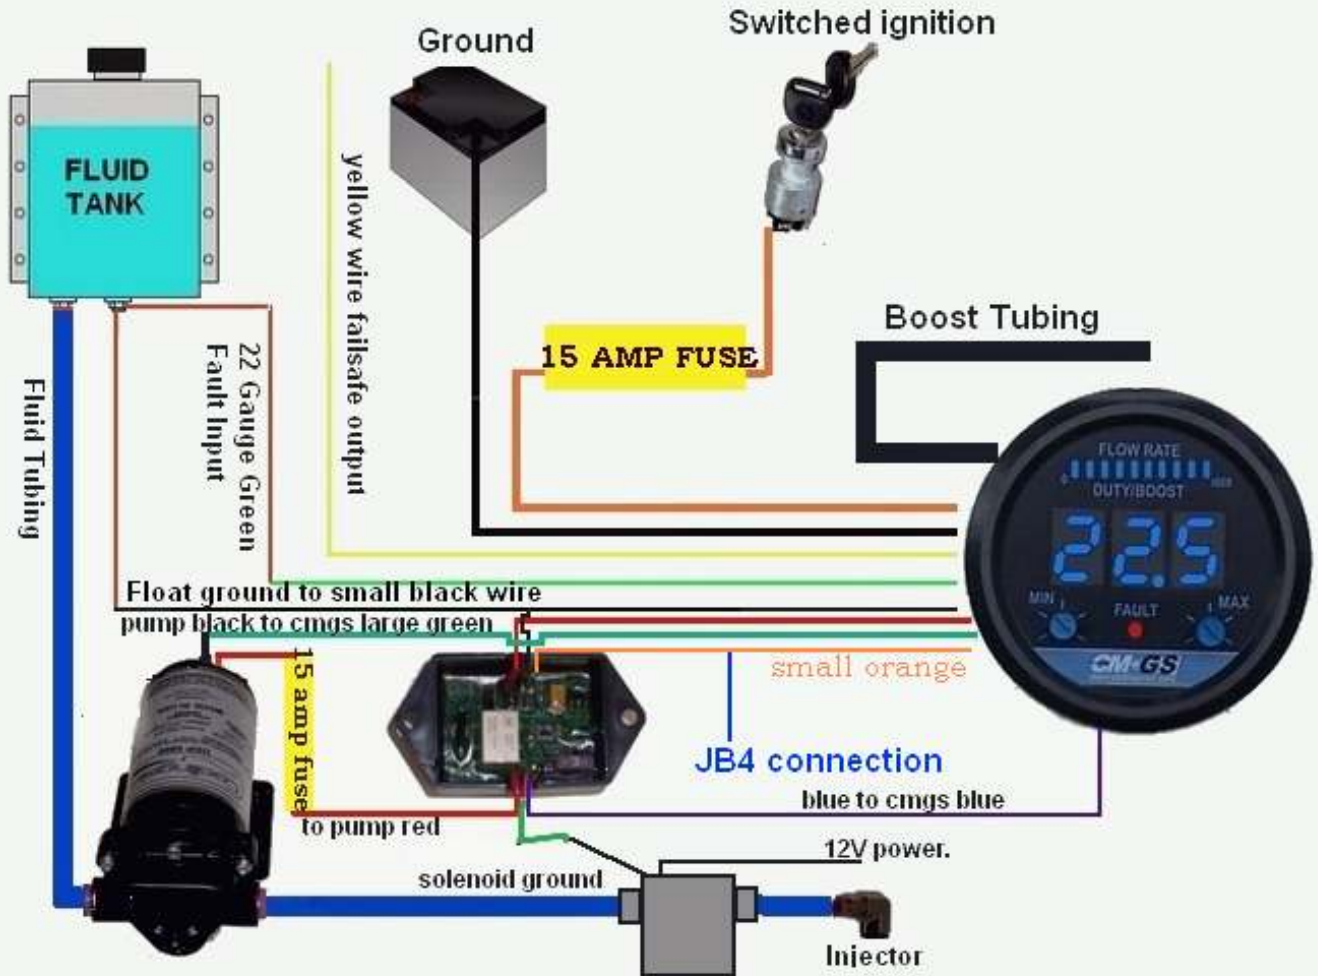 Switched ignition
Ground
FLUID
TANK
yellow wire failsafe output
15 AMP FUSE
Boost Tubing
22 Gauge Green
Fault Input
Fluid Tubing
FLOW RATE
0
DUTY/BOOST
22.5
MIN
MAX
FAULT
CM GS
Float ground to small black wire
pump black to cmgs large green
small orange
15 amp fuse
JB4 connection
blue to cmgs blue
to pump red
12V power.
solenoid ground
Injector